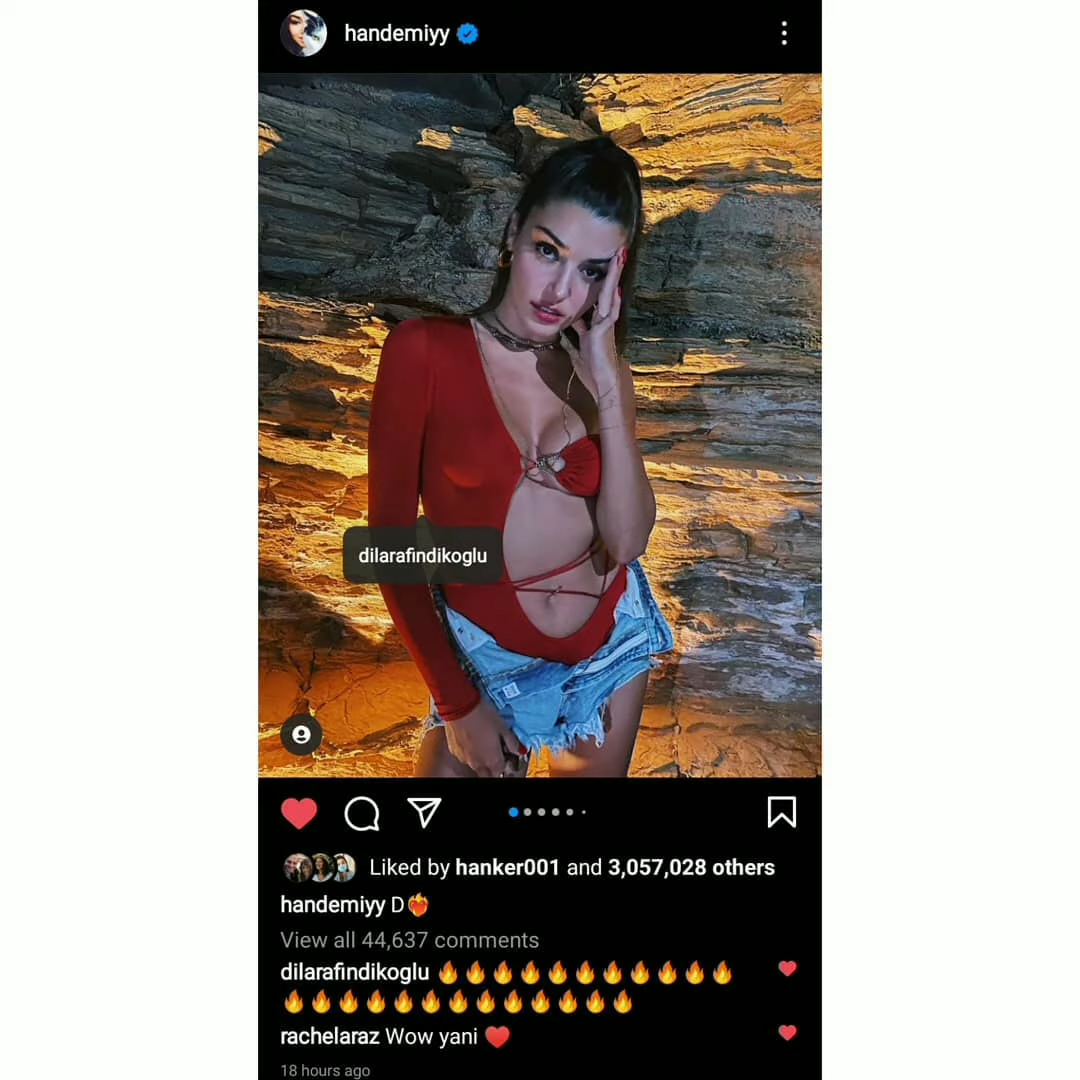 handemiyy
dilarafindikoglu
Liked by hanker001 and 3,057,028 others
handemiyy D❤️‍🔥
View all 44,637 comments
dilarafindikoglu 🔥🔥🔥🔥🔥🔥🔥🔥🔥🔥🔥
🔥🔥🔥🔥🔥🔥🔥🔥🔥🔥🔥🔥🔥
rachelaraz Wow yani ♥️
18 hours ago